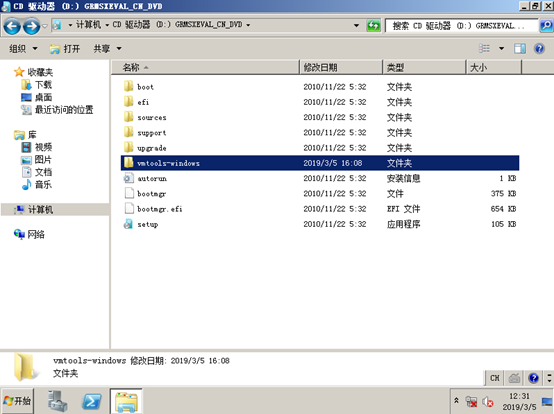 CD 驱动器 (D:) GRMSXEVAL_CN_DVD
计算机 CD 驱动器 (D:) GRMSXEVAL_CN_DVD
搜索 CD 驱动器 (D:) GRMSXEVAL...
组织 打开 共享
收藏夹
下载
桌面
最近访问的位置
库
视频
图片
文档
音乐
计算机
网络
名称 修改日期 类型 大小
boot 2010/11/22 5:32 文件夹
efi 2010/11/22 5:32 文件夹
sources 2010/11/22 5:32 文件夹
support 2010/11/22 5:32 文件夹
upgrade 2010/11/22 5:32 文件夹
vmtools-windows 2019/3/5 16:08 文件夹
autorun 2010/11/22 5:32 安装信息 1 KB
bootmgr 2010/11/22 5:32 文件 375 KB
bootmgr.efi 2010/11/22 5:32 EFI 文件 654 KB
setup 2010/11/22 5:32 应用程序 105 KB
vmtools-windows 修改日期: 2019/3/5 16:08
文件夹
CH
开始
12:31
2019/3/5